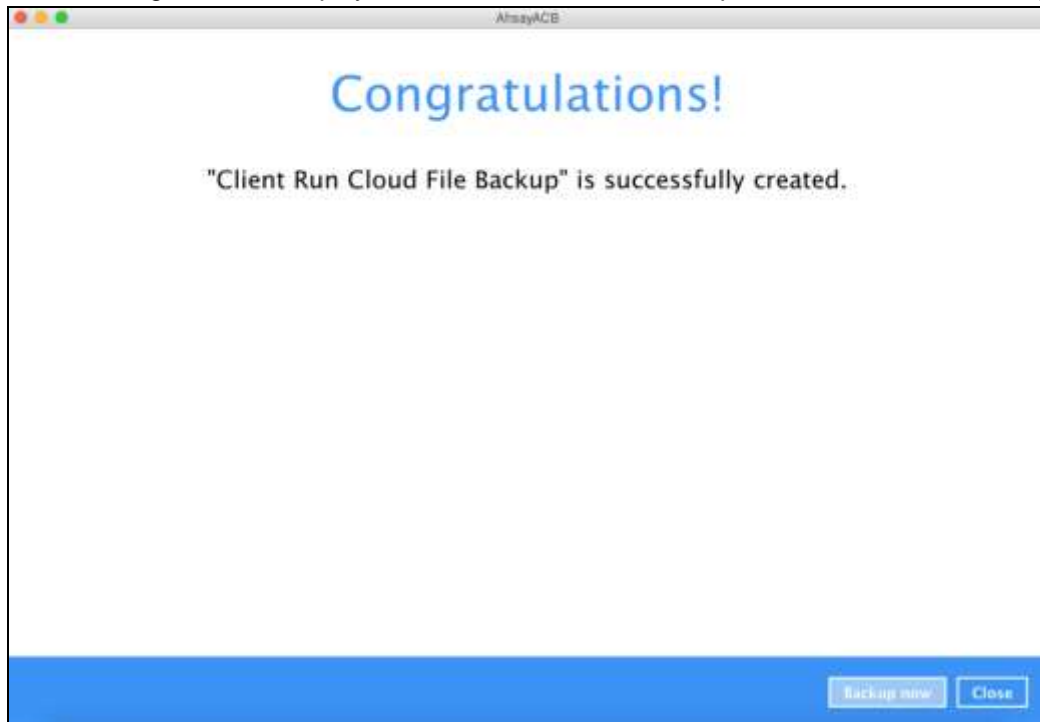 AhsayACB
Congratulations!
"Client Run Cloud File Backup" is successfully created.
Backup now
Close